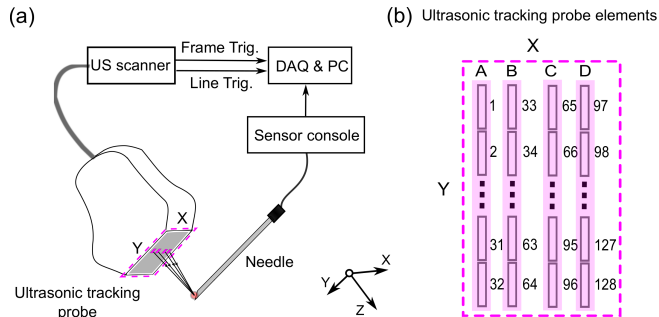 (a)
US scanner
Frame Trig.
Line Trig.
DAQ & PC
Sensor console
X
Y
Needle
Ultrasonic tracking
probe
X
Y
Z
(b) Ultrasonic tracking probe elements
X
A B C D
1 33 65 97
2 34 66 98
Y
31 63 95 127
32 64 96 128